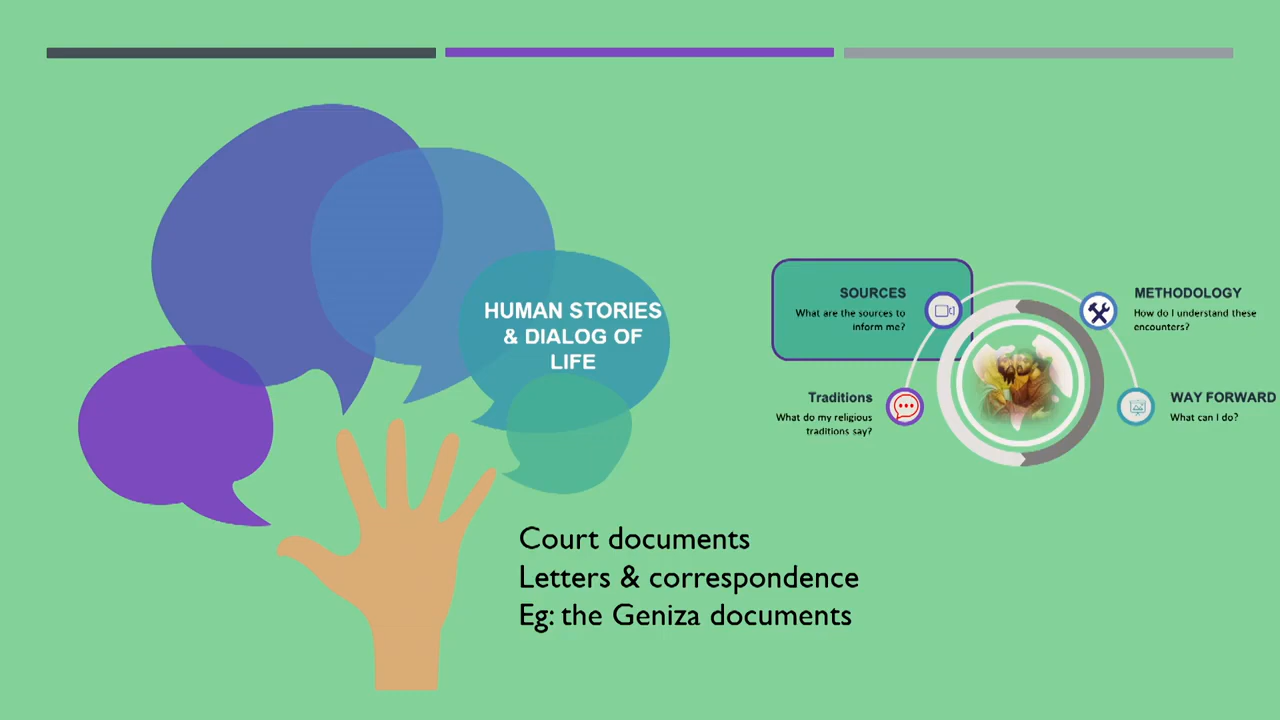 HUMAN STORIES
& DIALOG OF
LIFE
Court documents
Letters & correspondence
Eg: the Geniza documents
SOURCES
What are the sources to
inform me?
METHODOLOGY
How do I understand these
encounters?
Traditions
What do my religious
traditions say?
WAY FORWARD
What can I do?